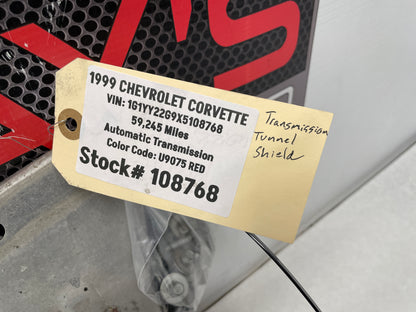 X'S
1999 CHEVROLET CORVETTE
VIN: 1G1YY22G9X5108768
59,245 Miles
Automatic Transmission
Color Code: U9075 RED
Stock# 108768
Transmission
Tunnel
Shield